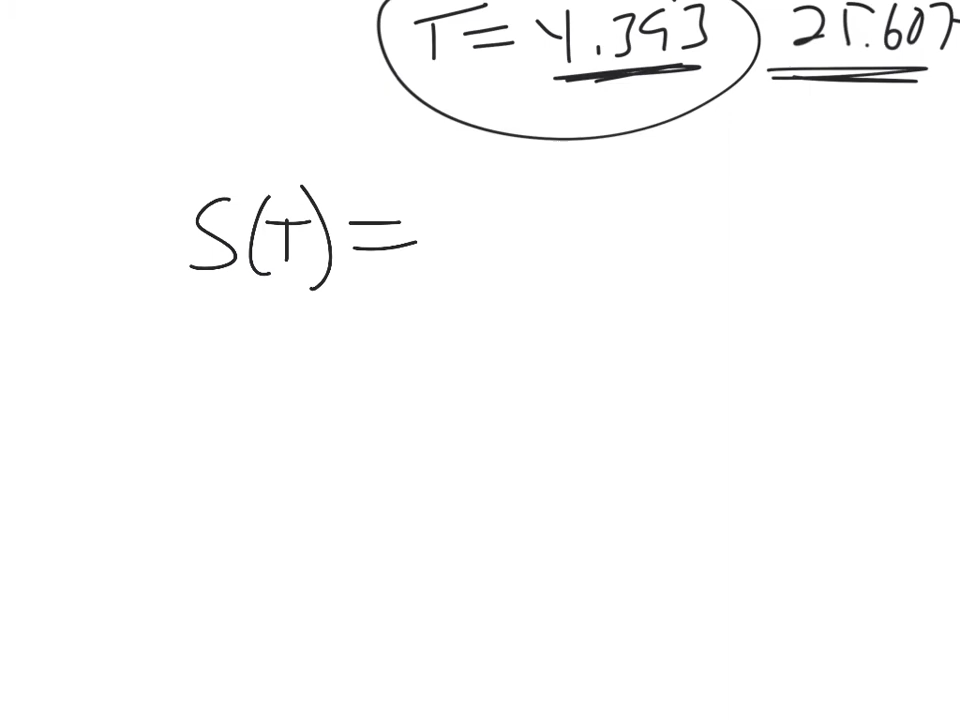 T = 4.393 25.607
S(T) =